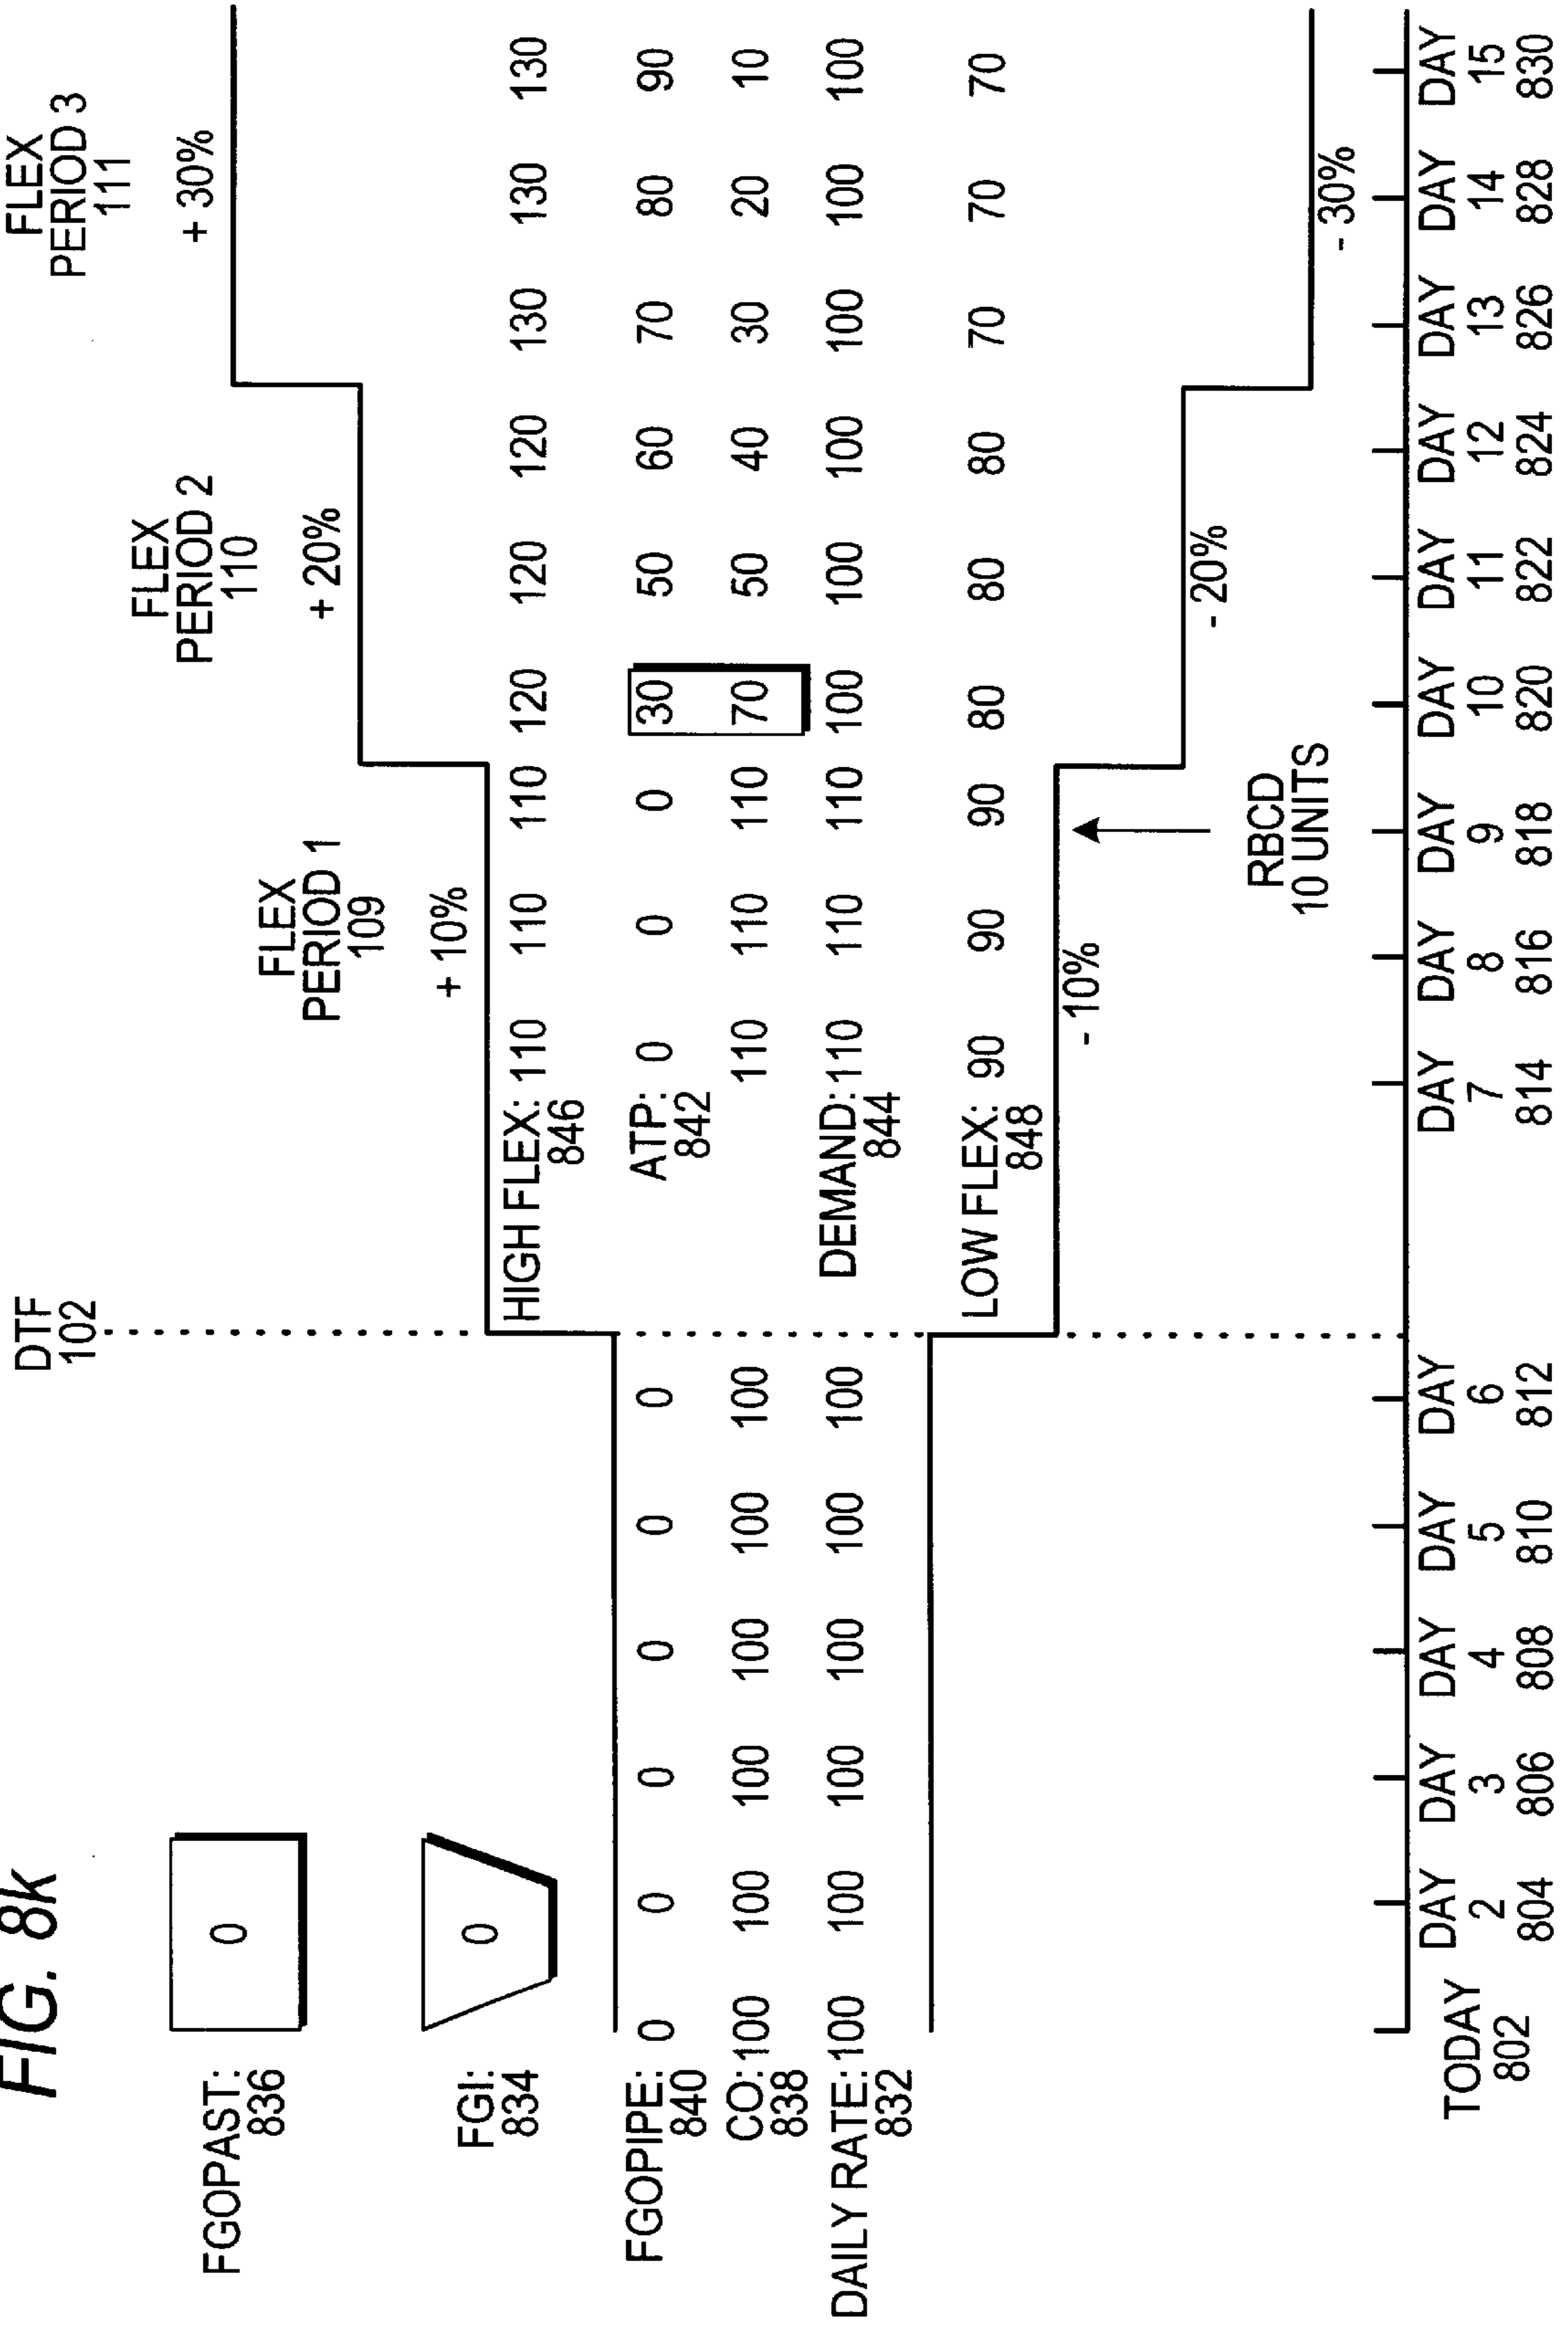 FIG. 8k
DTF
102
FLEX
PERIOD 3
111
+ 30%
FLEX
PERIOD 2
110
+ 20%
FLEX
PERIOD 1
109
+ 10%
FGOPAST:
836
0
FGI:
834
0
HIGH FLEX: 110 110 110 120 120 120 130 130 130
846
FGOPIPE: 0 0 0 0 0 0
840
ATP: 0 0 0 30 50 60 70 80 90
842
CO: 100 100 100 100 100 100 110 110 110 70 50 40 30 20 10
838
DAILY RATE: 100 100 100 100 100 100
832
DEMAND: 110 110 110 100 100 100 100 100 100
844
LOW FLEX: 90 90 90 80 80 80 70 70 70
848
- 10%
- 20%
- 30%
RBCD
10 UNITS
TODAY
802
DAY
2
804
DAY
3
806
DAY
4
808
DAY
5
810
DAY
6
812
DAY
7
814
DAY
8
816
DAY
9
818
DAY
10
820
DAY
11
822
DAY
12
824
DAY
13
826
DAY
14
828
DAY
15
830